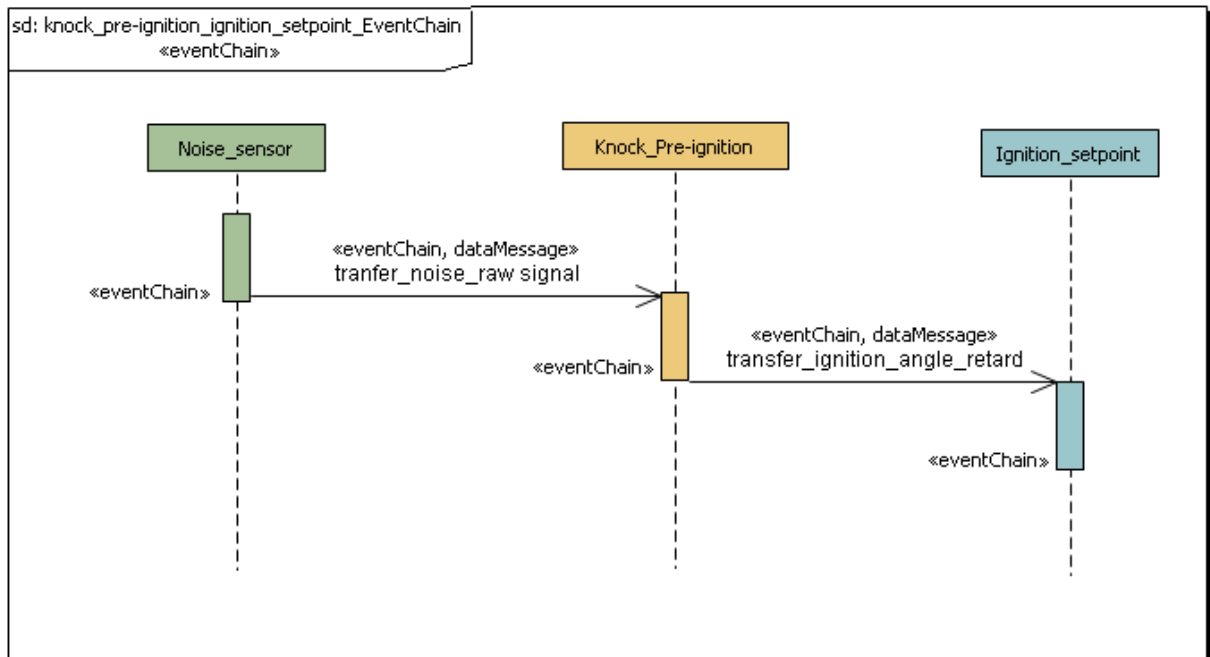 sd: knock_pre-ignition_ignition_setpoint_EventChain
«eventChain»
Noise_sensor
Knock_Pre-ignition
Ignition_setpoint
«eventChain, dataMessage»
tranfer_noise_raw signal
«eventChain»
«eventChain, dataMessage»
transfer_ignition_angle_retard
«eventChain»
«eventChain»